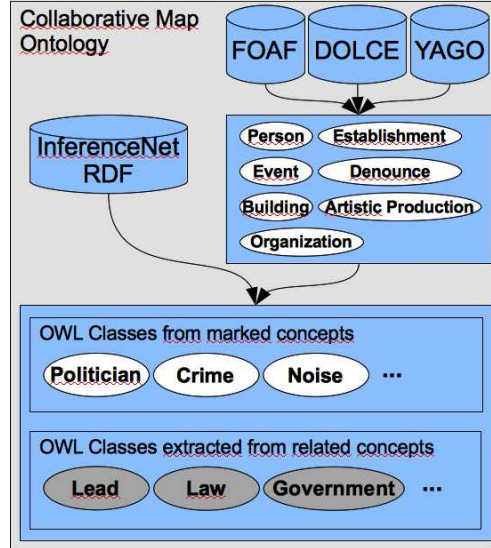 Collaborative Map
Ontology
FOAF DOLCE YAGO
InferenceNet
RDF
Person Establishment
Event Denounce
Building Artistic Production
Organization
OWL Classes from marked concepts
Politician Crime Noise ...
OWL Classes extracted from related concepts
Lead Law Government ...